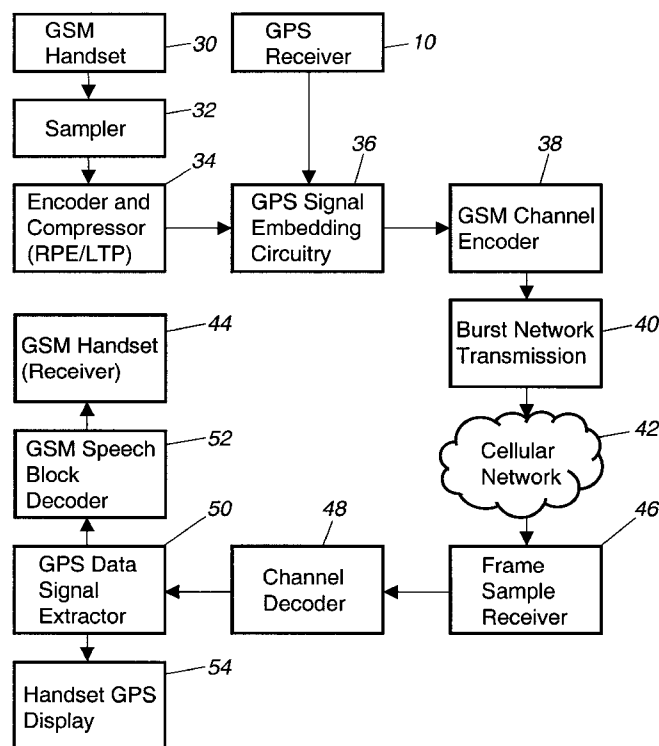 GSM
Handset
30
GPS
Receiver
10
Sampler
32
Encoder and
Compressor
(RPE/LTP)
34
GPS Signal
Embedding
Circuitry
36
GSM Channel
Encoder
38
44
GSM Handset
(Receiver)
Burst Network
Transmission
40
GSM Speech
Block
Decoder
52
Cellular
Network
42
GPS Data
Signal
Extractor
50
Channel
Decoder
48
Frame
Sample
Receiver
46
Handset GPS
Display
54